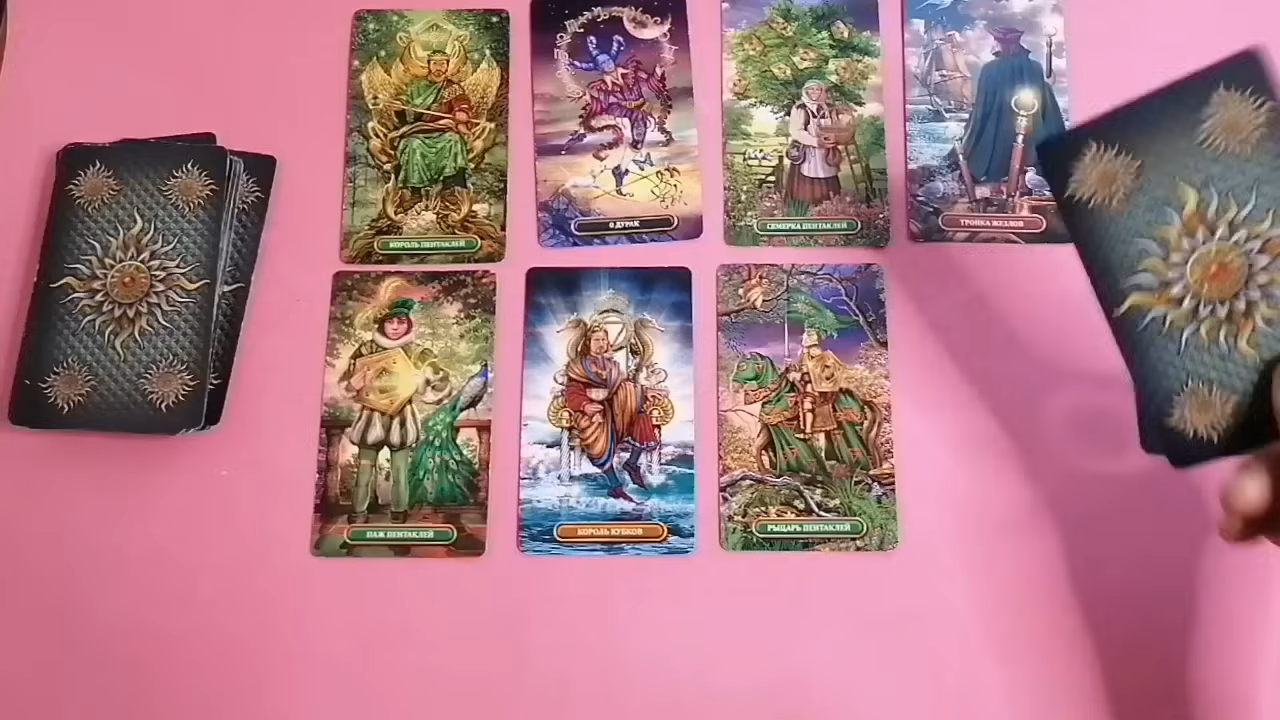 КОРОЛЬ ПЕНТАКЛЕЙ
0 ДУРАК
СЕМЕРКА ПЕНТАКЛЕЙ
ТРОЙКА ЖЕЗЛОВ
ПАЖ ПЕНТАКЛЕЙ
КОРОЛЬ КУБКОВ
РЫЦАРЬ ПЕНТАКЛЕЙ